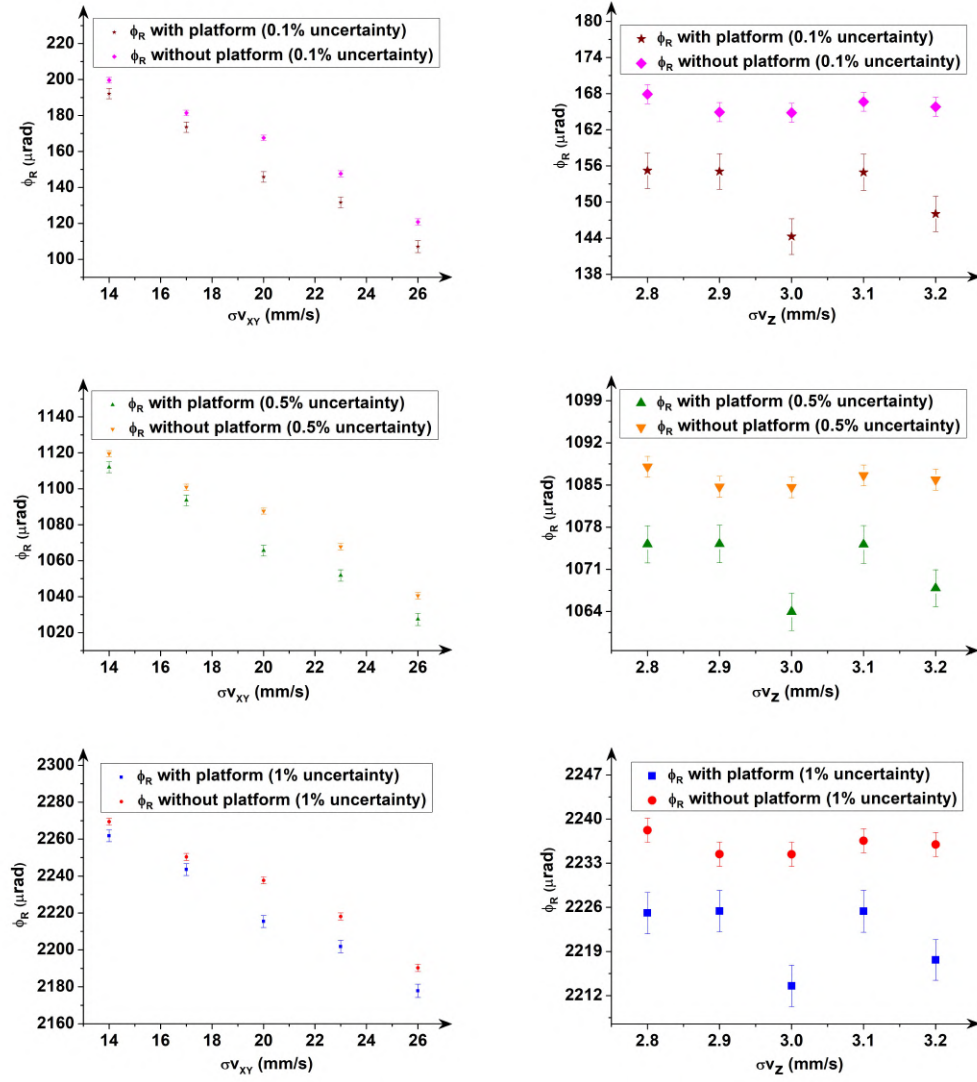 ϕR with platform (0.1% uncertainty)
ϕR without platform (0.1% uncertainty)
220
200
180
160
140
120
100
ϕR (μrad)
14 16 18 20 22 24 26
σvXY (mm/s)
ϕR with platform (0.1% uncertainty)
ϕR without platform (0.1% uncertainty)
180
174
168
162
156
150
144
138
ϕR (μrad)
2.8 2.9 3.0 3.1 3.2
σvZ (mm/s)
ϕR with platform (0.5% uncertainty)
ϕR without platform (0.5% uncertainty)
1140
1120
1100
1080
1060
1040
1020
ϕR (μrad)
14 16 18 20 22 24 26
σvXY (mm/s)
ϕR with platform (0.5% uncertainty)
ϕR without platform (0.5% uncertainty)
1099
1092
1085
1078
1071
1064
ϕR (μrad)
2.8 2.9 3.0 3.1 3.2
σvZ (mm/s)
ϕR with platform (1% uncertainty)
ϕR without platform (1% uncertainty)
2300
2280
2260
2240
2220
2200
2180
2160
ϕR (μrad)
14 16 18 20 22 24 26
σvXY (mm/s)
ϕR with platform (1% uncertainty)
ϕR without platform (1% uncertainty)
2247
2240
2233
2226
2219
2212
ϕR (μrad)
2.8 2.9 3.0 3.1 3.2
σvZ (mm/s)